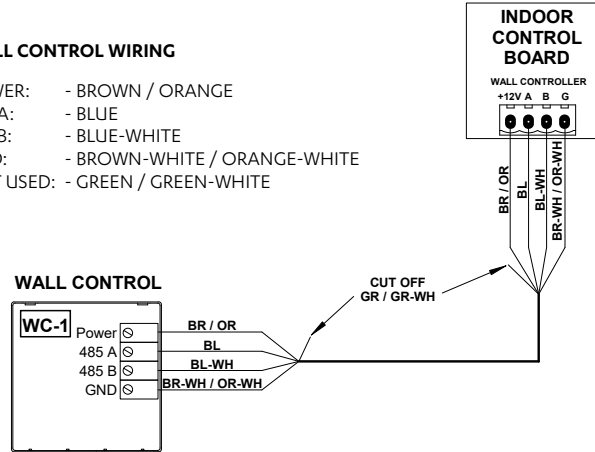 LL CONTROL WIRING
WER: - BROWN / ORANGE
A: - BLUE
B: - BLUE-WHITE
D: - BROWN-WHITE / ORANGE-WHITE
T USED: - GREEN / GREEN-WHITE
INDOOR
CONTROL
BOARD
WALL CONTROLLER
+12V A B G
BR / OR
BL
BL-WH
BR-WH / OR-WH
CUT OFF
GR / GR-WH
WALL CONTROL
WC-1
Power BR / OR
485 A BL
485 B BL-WH
GND BR-WH / OR-WH